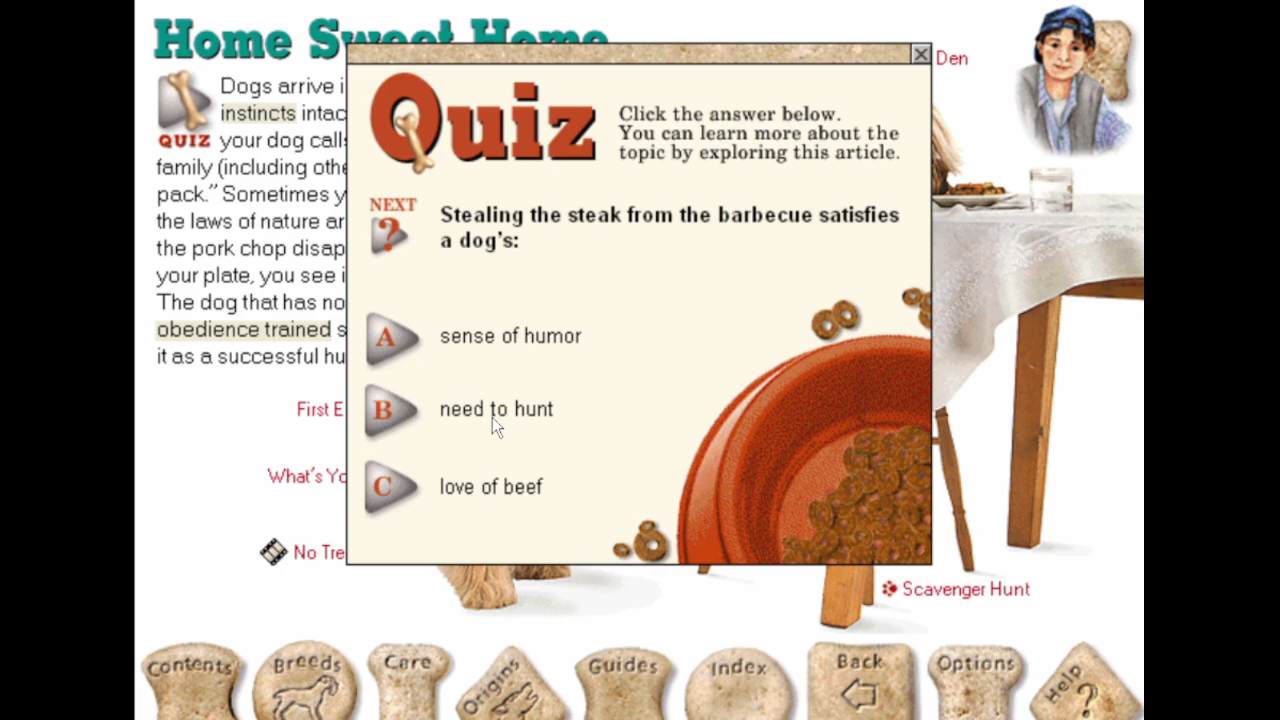 Home Sweet Home
Den
Dogs arrive i
instincts intac
QUIZ your dog call
family (including othe
pack.” Sometimes y
the laws of nature ar
the pork chop disap
your plate, you see i
The dog that has no
obedience trained s
it as a successful hu
First E
What's Yo
No Tre
Quiz
Click the answer below.
You can learn more about the
topic by exploring this article.
NEXT
?
Stealing the steak from the barbecue satisfies
a dog's:
A sense of humor
B need to hunt
C love of beef
Scavenger Hunt
Contents Breeds Care Origins Guides Index Back Options Help
?